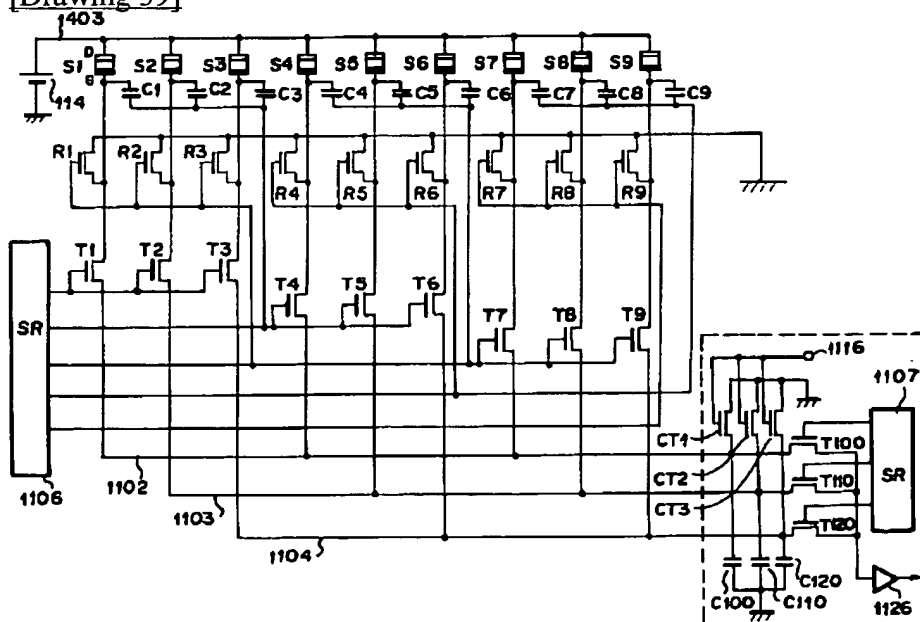 [Drawing 39]
1403
S1 D S2 S3 S4 S5 S6 S7 S8 S9
G
114
C1 C2 C3 C4 C5 C6 C7 C8 C9
R1 R2 R3 R4 R5 R6 R7 R8 R9
T1 T2 T3
T4 T5 T6
T7 T8 T9
SR
1106
1102
1103
1104
1116
1107
CT1
CT2
CT3
T100
T110
T120
SR
C100 C110 C120
1126